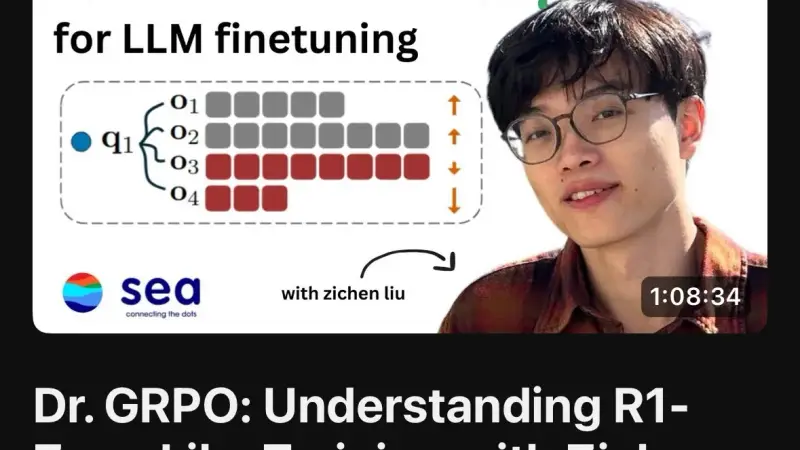 for LLM finetuning
q1
o1
o2
o3
o4
sea
connecting the dots
with zichen liu
1:08:34
Dr. GRPO: Understanding R1-